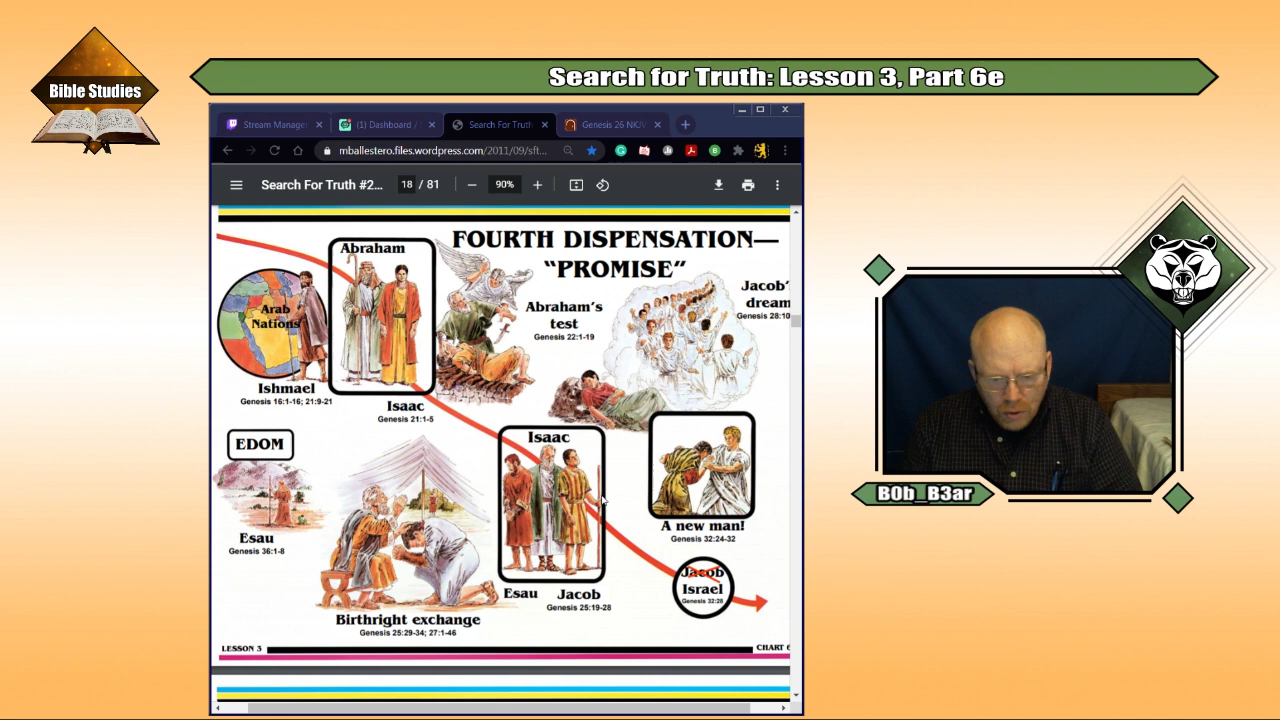 Bible Studies
Search for Truth: Lesson 3, Part 6e
Stream Manage
(1) Dashboard /
Search For Truth
Genesis 26 NKJV
mballestero.files.wordpress.com/2011/09/sft...
Search For Truth #2...
18 / 81
90%
FOURTH DISPENSATION—
"PROMISE"
Abraham
Arab
Nations
Ishmael
Genesis 16:1-16; 21:9-21
Isaac
Genesis 21:1-5
Abraham's
test
Genesis 22:1-19
Jacob'
dream
Genesis 28:10
EDOM
Esau
Genesis 36:1-8
Birthright exchange
Genesis 25:29-34; 27:1-46
Isaac
Esau
Jacob
Genesis 25:19-28
A new man!
Genesis 32:24-32
Jacob
Israel
Genesis 32:28
LESSON 3
CHART 6
B0b_B3ar